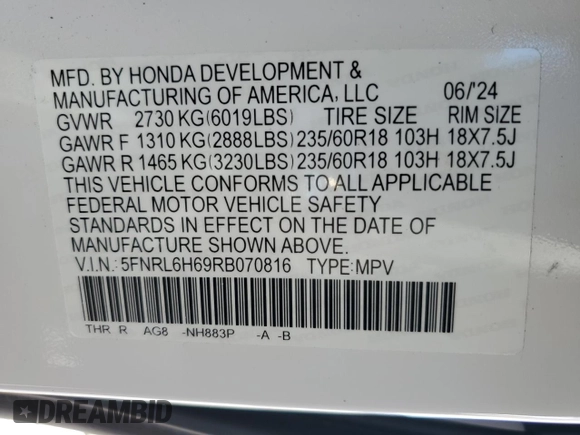 MFD. BY HONDA DEVELOPMENT &
MANUFACTURING OF AMERICA, LLC 06/'24
GVWR 2730 KG(6019LBS) TIRE SIZE RIM SIZE
GAWR F 1310 KG(2888LBS)235/60R18 103H 18X7.5J
GAWR R 1465 KG(3230LBS)235/60R18 103H 18X7.5J
THIS VEHICLE CONFORMS TO ALL APPLICABLE
FEDERAL MOTOR VEHICLE SAFETY
STANDARDS IN EFFECT ON THE DATE OF
MANUFACTURE SHOWN ABOVE.
V.I.N.:5FNRL6H69RB070816 TYPE:MPV
THR R AG8 -NH883P -A -B
DREAMBID